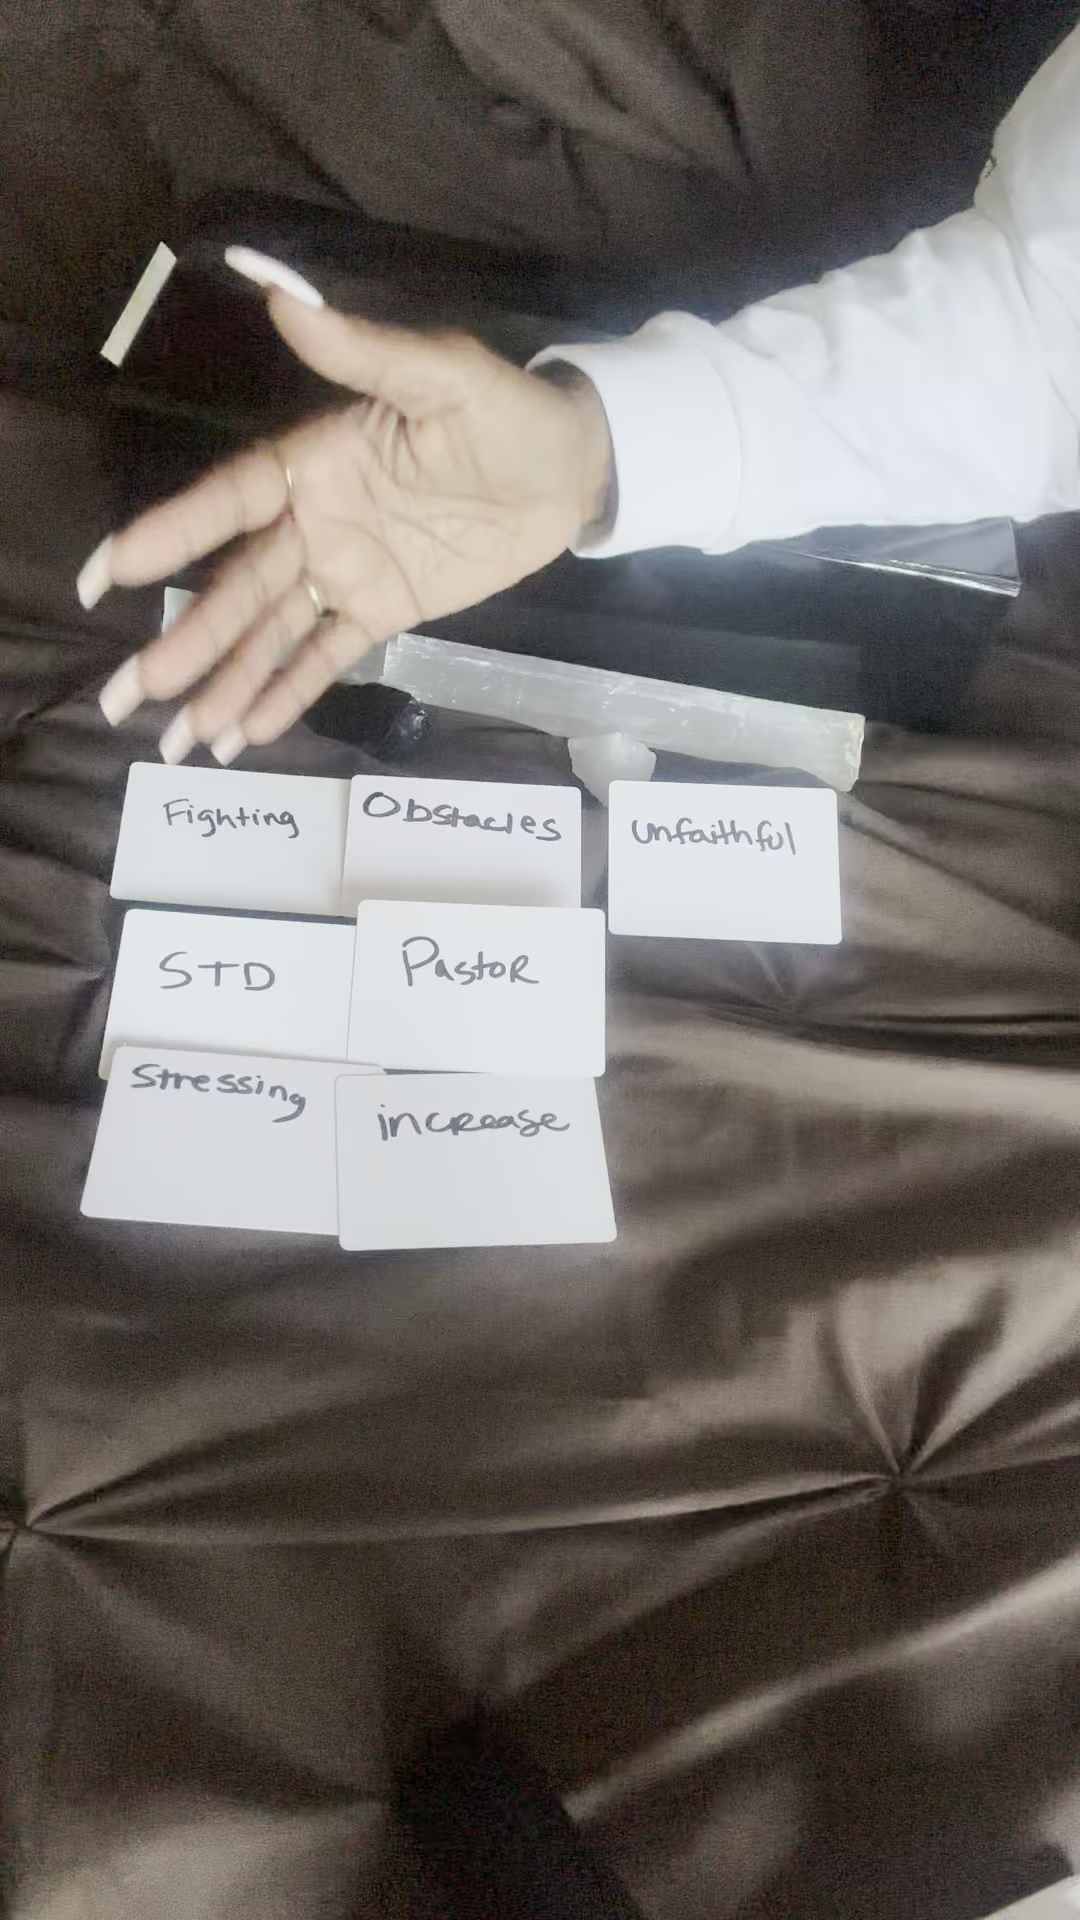 Fighting
Obstacles
unfaithful
STD
Pastor
Stressing
increase